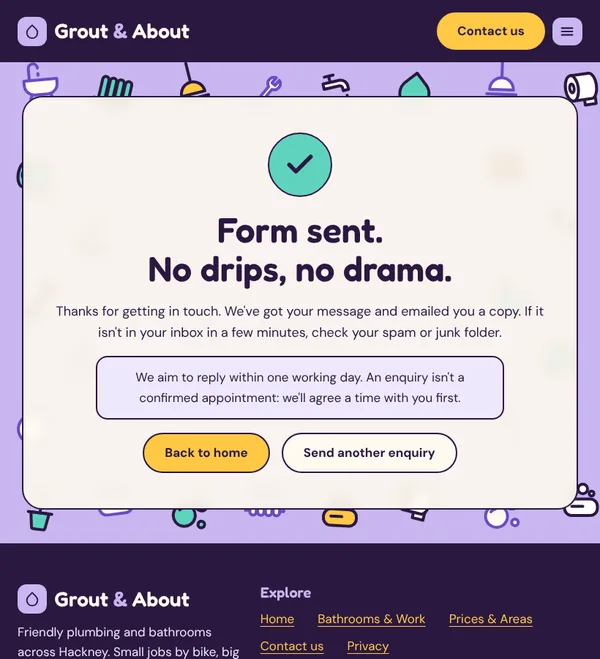 Grout & About
Contact us
Form sent.
No drips, no drama.
Thanks for getting in touch. We've got your message and emailed you a copy. If it
isn't in your inbox in a few minutes, check your spam or junk folder.
We aim to reply within one working day. An enquiry isn't a
confirmed appointment: we'll agree a time with you first.
Back to home
Send another enquiry
Grout & About
Friendly plumbing and bathrooms
across Hackney. Small jobs by bike, big
Explore
Home
Bathrooms & Work
Prices & Areas
Contact us
Privacy